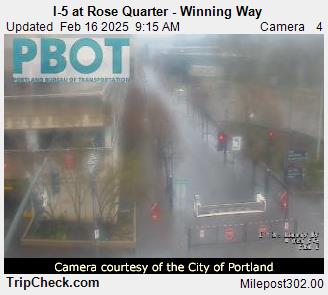 I-5 at Rose Quarter - Winning Way
Updated Feb 16 2025 9:15 AM Camera 4
PBOT
PORTLAND BUREAU OF TRANSPORTATION
Camera courtesy of the City of Portland
TripCheck.com Milepost302.00